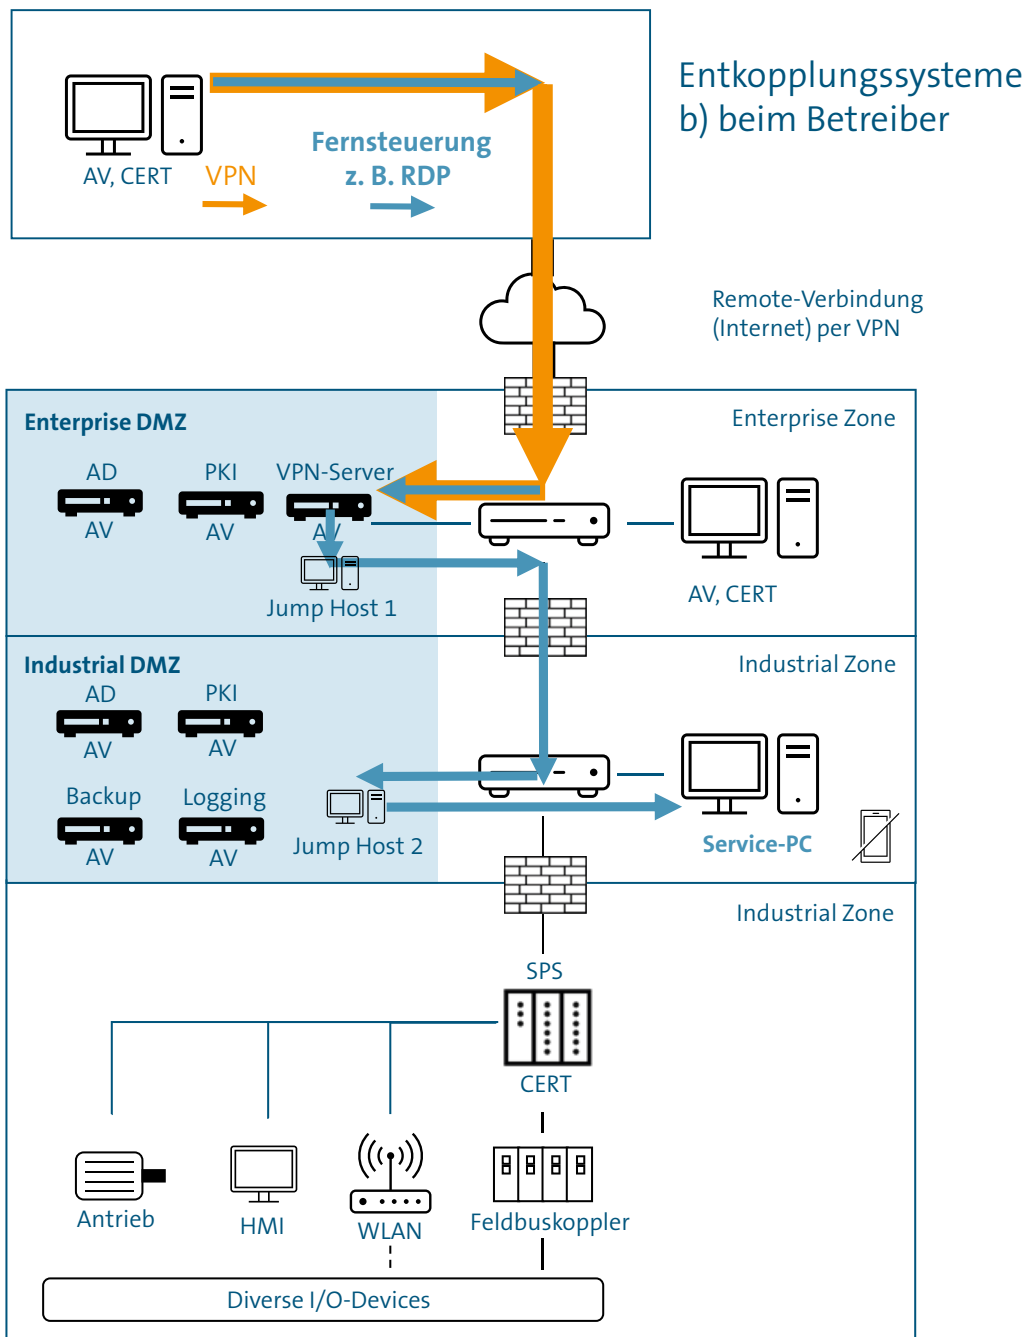 Entkopplungssysteme
b) beim Betreiber
AV, CERT
VPN
Fernsteuerung
z. B. RDP
Remote-Verbindung
(Internet) per VPN
Enterprise DMZ
Enterprise Zone
AD
PKI
VPN-Server
AV
AV
AV
AV, CERT
Jump Host 1
Industrial DMZ
Industrial Zone
AD
PKI
AV
AV
Backup
Logging
AV
AV
Jump Host 2
Service-PC
Industrial Zone
SPS
CERT
Antrieb
HMI
WLAN
Feldbuskoppler
Diverse I/O-Devices